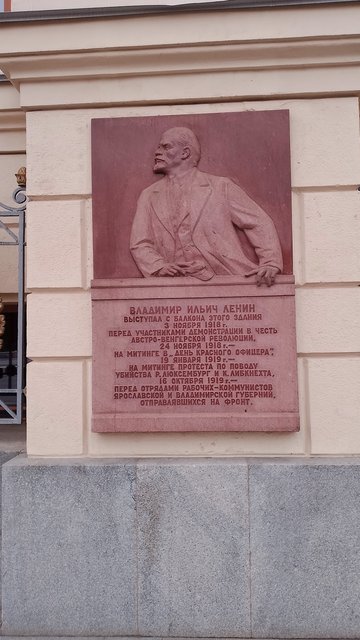 ВЛАДИМИР ИЛЬИЧ ЛЕНИН
ВЫСТУПАЛ С БАЛКОНА ЭТОГО ЗДАНИЯ
3 НОЯБРЯ 1918 г.
ПЕРЕД УЧАСТНИКАМИ ДЕМОНСТРАЦИИ В ЧЕСТЬ
АВСТРО-ВЕНГЕРСКОЙ РЕВОЛЮЦИИ,
24 НОЯБРЯ 1918 г.—
НА МИТИНГЕ В „ДЕНЬ КРАСНОГО ОФИЦЕРА“,
19 ЯНВАРЯ 1919 г.—
НА МИТИНГЕ ПРОТЕСТА ПО ПОВОДУ
УБИЙСТВА Р. ЛЮКСЕМБУРГ И К. ЛИБКНЕХТА,
16 ОКТЯБРЯ 1919 г.—
ПЕРЕД ОТРЯДАМИ РАБОЧИХ-КОММУНИСТОВ
ЯРОСЛАВСКОЙ И ВЛАДИМИРСКОЙ ГУБЕРНИЙ,
ОТПРАВЛЯВШИХСЯ НА ФРОНТ.